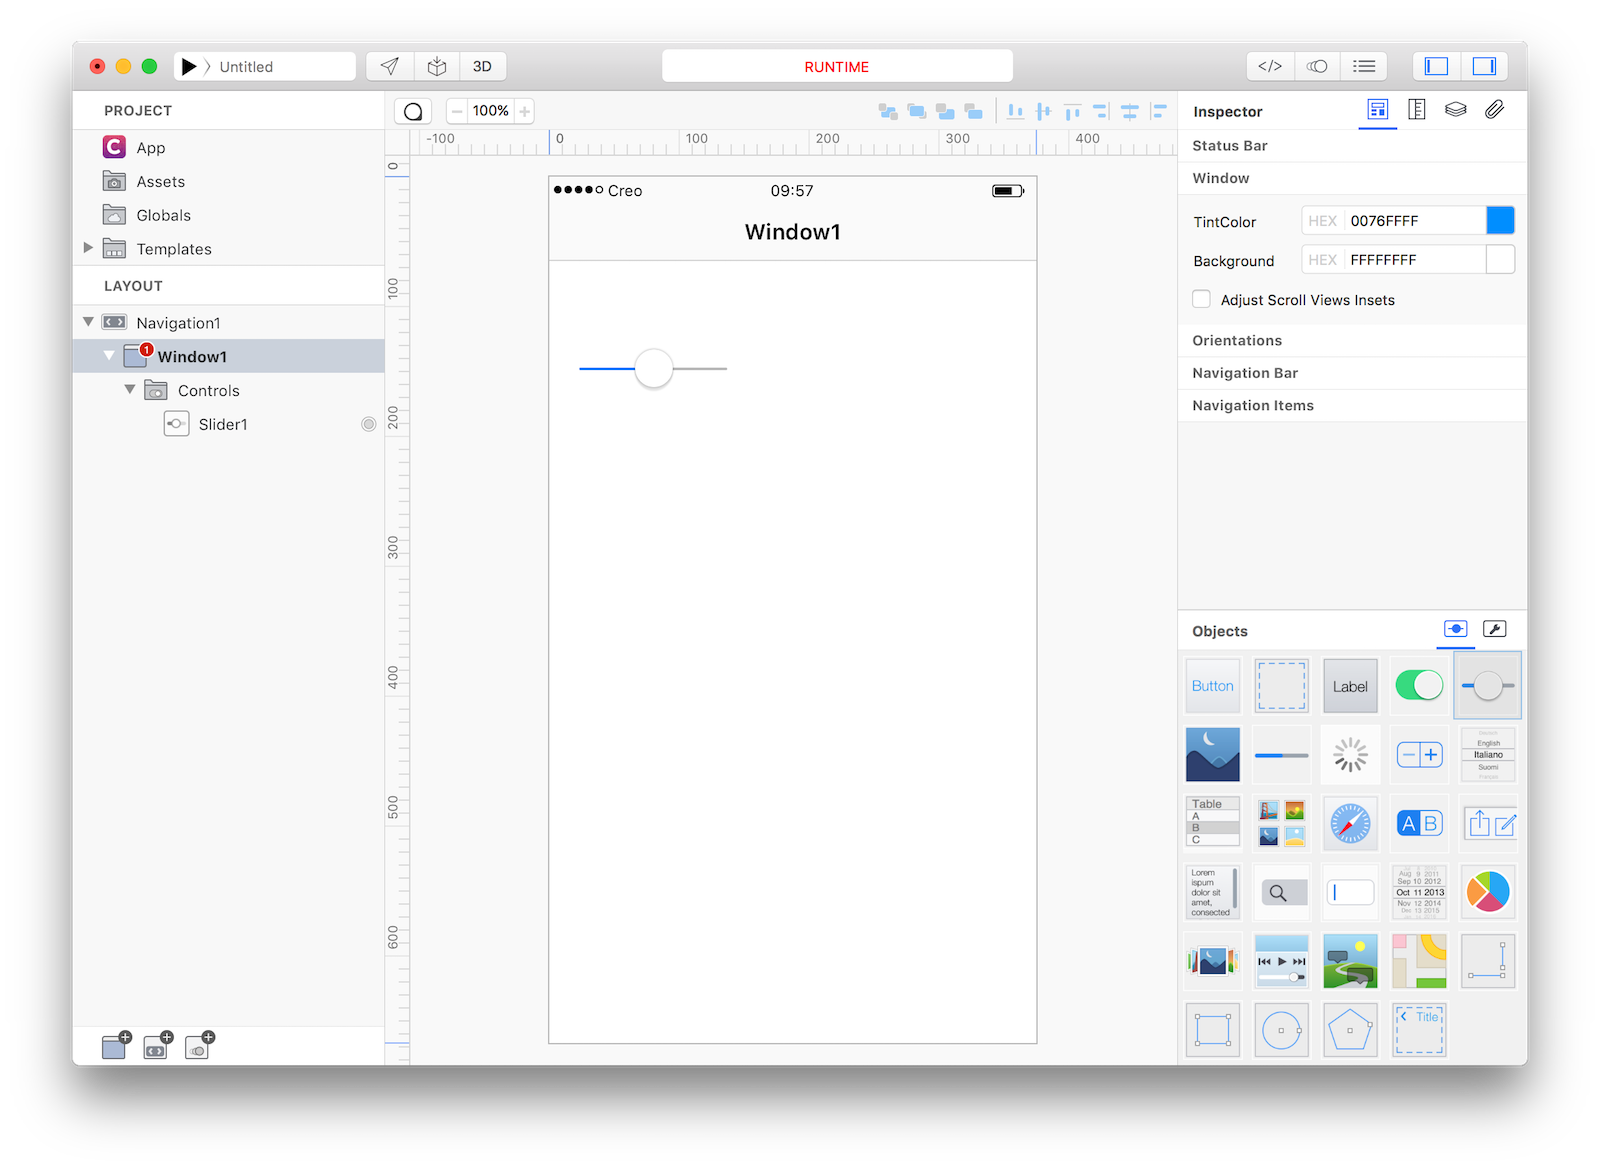 Untitled
3D
RUNTIME
</>
PROJECT
App
Assets
Globals
Templates
LAYOUT
Navigation1
1
Window1
Controls
Slider1
100%
-100
0
100
200
300
400
0
100
200
300
400
500
600
Creo
09:57
Window1
Inspector
Status Bar
Window
TintColor
HEX
0076FFFF
Background
HEX
FFFFFFFF
Adjust Scroll Views Insets
Orientations
Navigation Bar
Navigation Items
Objects
Button
Label
English
Italiano
Suomi
Table
A
B
C
A B
Lorem
ispum
dolor sit
amet,
consected
Aug 9 2011
Sep 10 2012
Oct 11 2013
Nov 12 2014
Dec 13 2015
Title